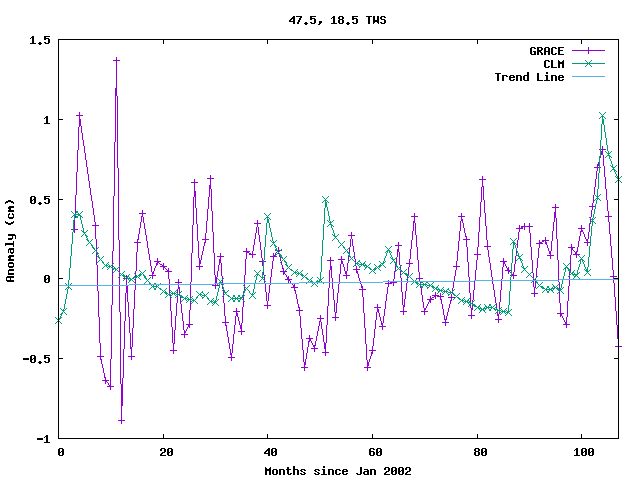 47.5, 18.5 TWS
GRACE
CLM
Trend Line
1.5
1
0.5
0
-0.5
-1
Anomaly (cm)
0 20 40 60 80 100
Months since Jan 2002